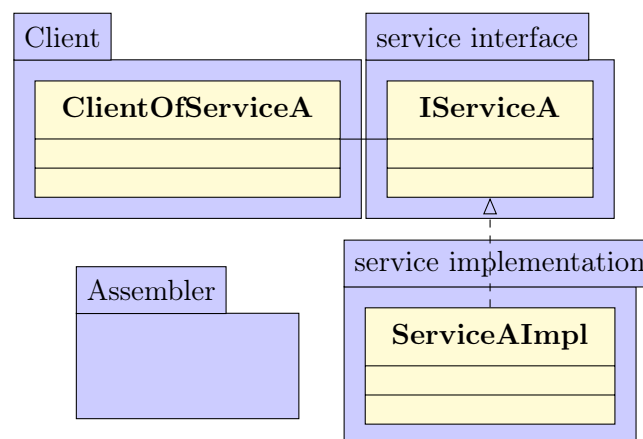 Client
service interface
ClientOfServiceA
IServiceA
service implementation
Assembler
ServiceAImpl